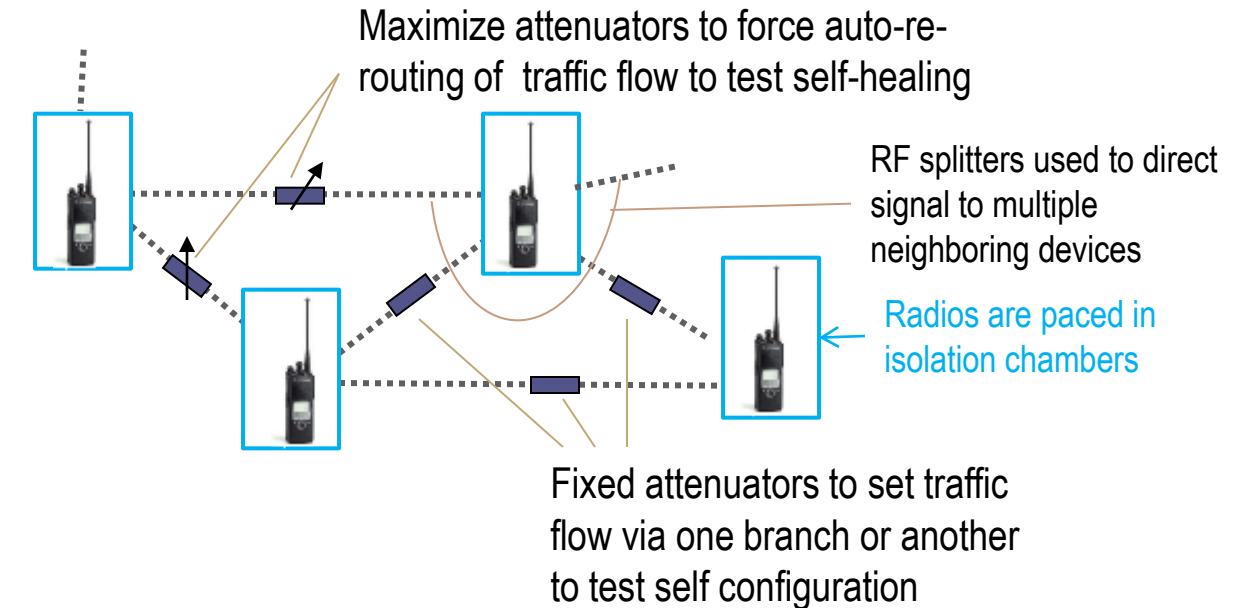 Maximize attenuators to force auto-re-
routing of  traffic flow to test self-healing
RF splitters used to direct
signal to multiple
neighboring devices
Radios are paced in
isolation chambers
Fixed attenuators to set traffic
flow via one branch or another
to test self configuration